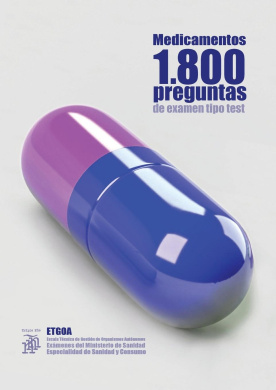 Medicamentos
1.800
preguntas
de examen tipo test
ETGOA
Escala Técnica de Gestión de Organismos Autónomos
Exámenes del Ministerio de Sanidad
Especialidad de Sanidad y Consumo